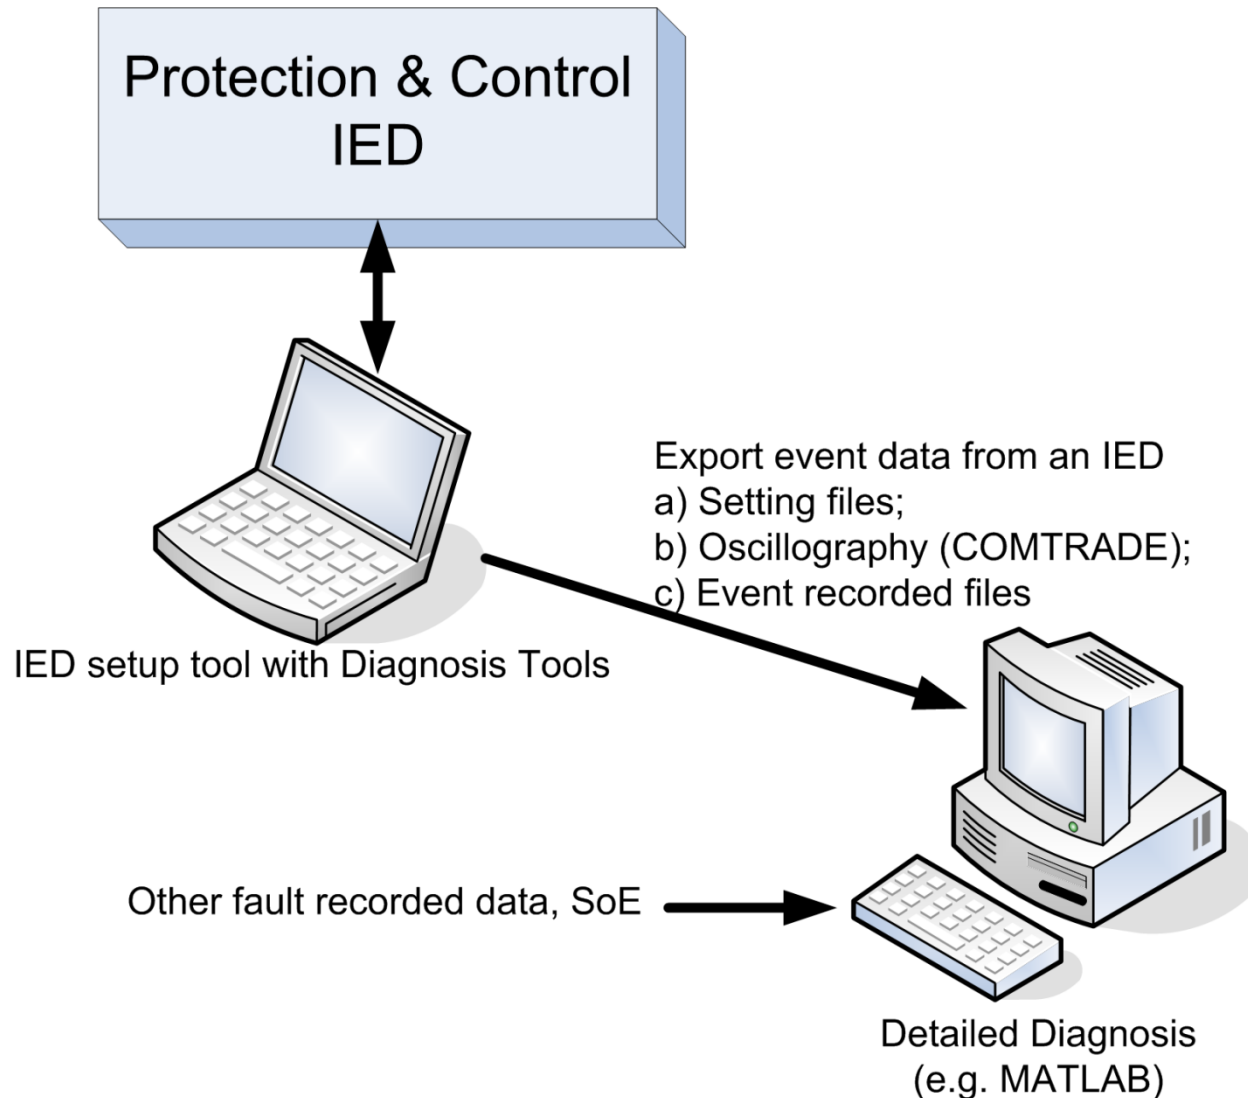 Protection & Control
IED
Export event data from an IED
a) Setting files;
b) Oscillography (COMTRADE);
c) Event recorded files
IED setup tool with Diagnosis Tools
Other fault recorded data, SoE
Detailed Diagnosis
(e.g. MATLAB)